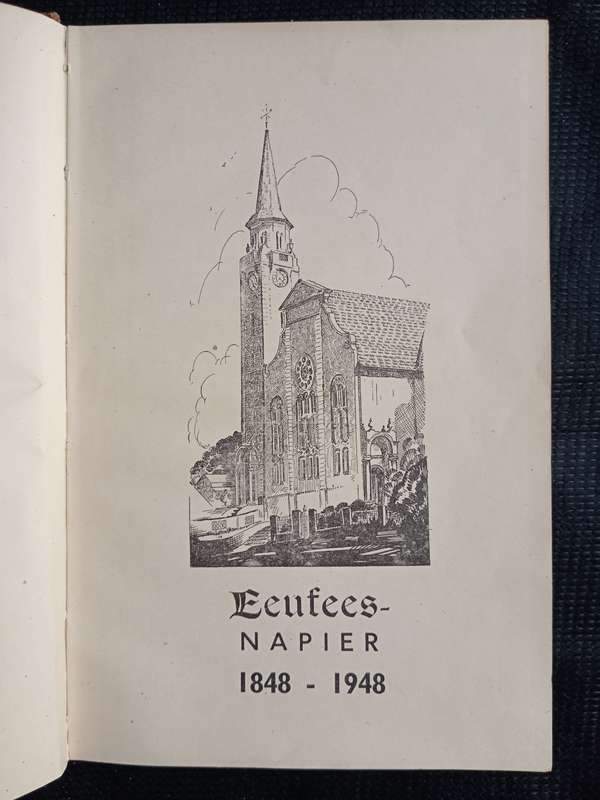 Eeufees-
NAPIER
1848 - 1948